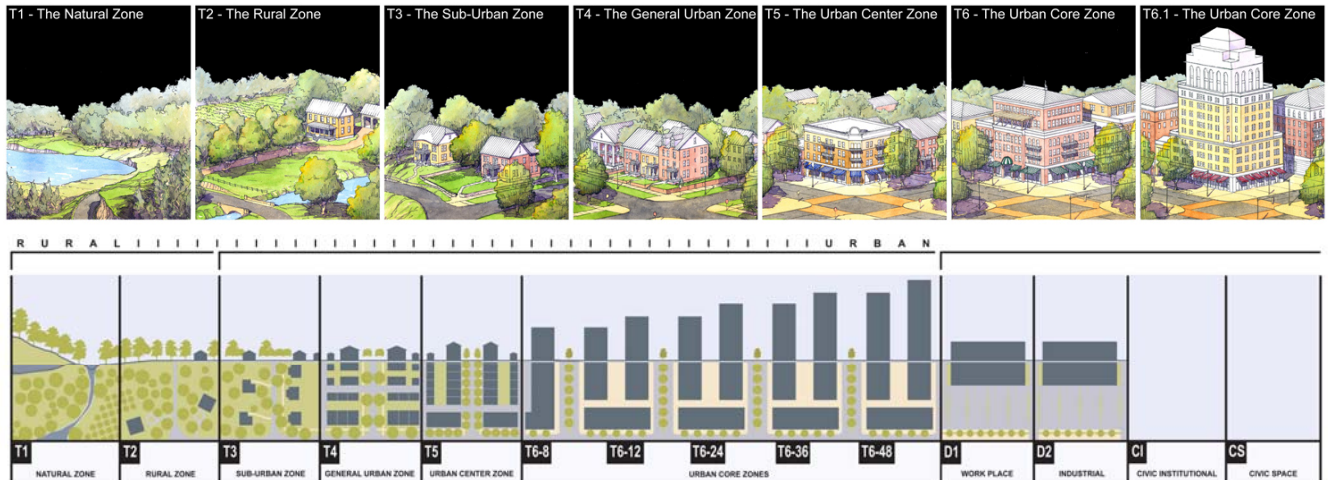 T1 - The Natural Zone
T2 - The Rural Zone
T3 - The Sub-Urban Zone
T4 - The General Urban Zone
T5 - The Urban Center Zone
T6 - The Urban Core Zone
T6.1 - The Urban Core Zone
R U R A L I I I I I I I I I I I I I I I I I I I I I I I I I I I I I I I I I I I U R B A N
T1
T2
T3
T4
T5
T6-8
T6-12
T6-24
T6-36
T6-48
D1
D2
CI
CS
NATURAL ZONE
RURAL ZONE
SUB-URBAN ZONE
GENERAL URBAN ZONE
URBAN CENTER ZONE
URBAN CORE ZONES
WORK PLACE
INDUSTRIAL
CIVIC INSTITUTIONAL
CIVIC SPACE